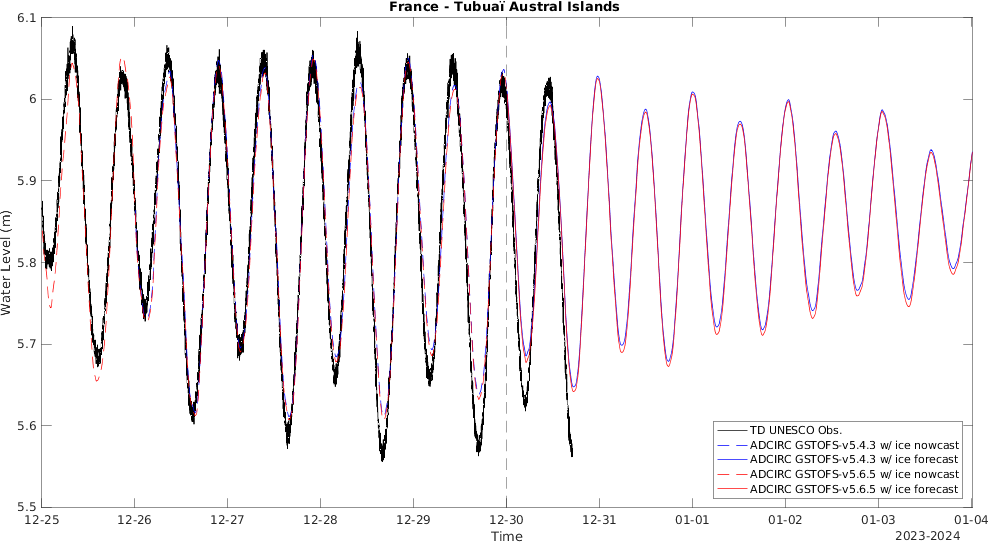 France - Tubuaï Austral Islands
6.1
6
5.9
5.8
5.7
5.6
5.5
Water Level (m)
12-25 12-26 12-27 12-28 12-29 12-30 12-31 01-01 01-02 01-03 01-04
Time
2023-2024
TD UNESCO Obs.
ADCIRC GSTOFS-v5.4.3 w/ ice nowcast
ADCIRC GSTOFS-v5.4.3 w/ ice forecast
ADCIRC GSTOFS-v5.6.5 w/ ice nowcast
ADCIRC GSTOFS-v5.6.5 w/ ice forecast